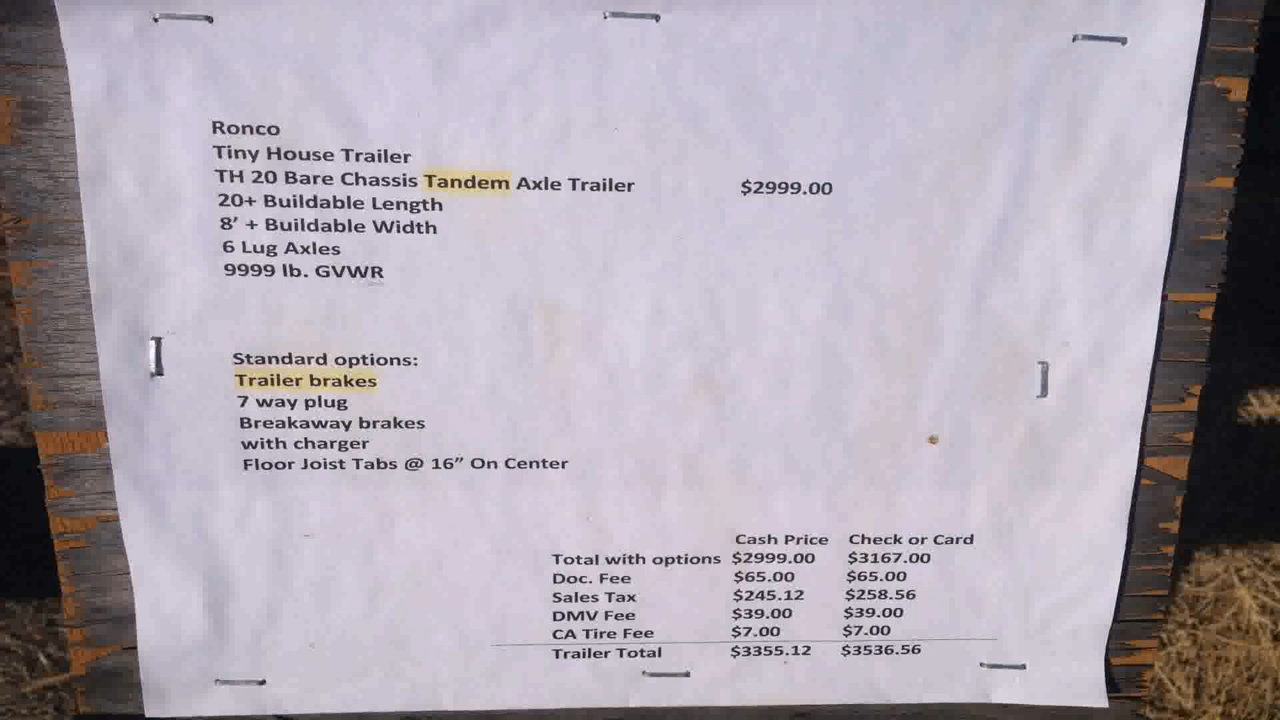 Ronco
Tiny House Trailer
TH 20 Bare Chassis Tandem Axle Trailer $2999.00
20+ Buildable Length
8’ + Buildable Width
6 Lug Axles
9999 lb. GVWR
Standard options:
Trailer brakes
7 way plug
Breakaway brakes
with charger
Floor Joist Tabs @ 16” On Center
Cash Price Check or Card
Total with options $2999.00 $3167.00
Doc. Fee $65.00 $65.00
Sales Tax $245.12 $258.56
DMV Fee $39.00 $39.00
CA Tire Fee $7.00 $7.00
Trailer Total $3355.12 $3536.56